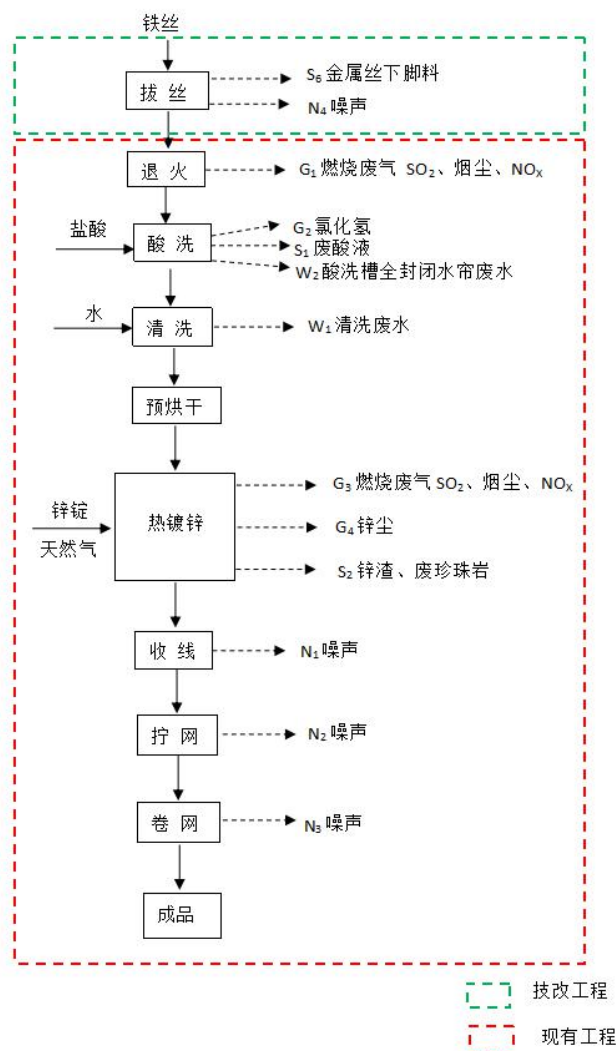 铁丝
拔 丝
S₆金属丝下脚料
N₄噪声
退 火
G₁燃烧废气 SO₂、烟尘、NOₓ
盐酸
酸 洗
G₂氯化氢
S₁废酸液
W₂酸洗槽全封闭水帘废水
水
清 洗
W₁清洗废水
预烘干
锌锭
天然气
热镀锌
G₃燃烧废气SO₂、烟尘、NOₓ
G₄锌尘
S₂锌渣、废珍珠岩
收 线
N₁噪声
拧 网
N₂噪声
卷 网
N₃噪声
成品
技改工程
现有工程